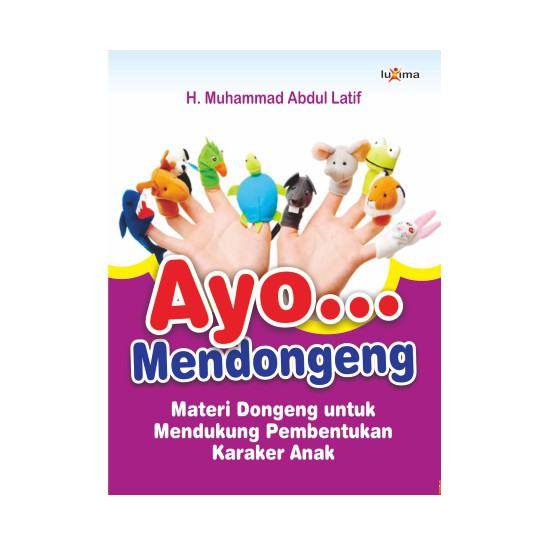 luxima
H. Muhammad Abdul Latif
Ayo...
Mendongeng
Materi Dongeng untuk
Mendukung Pembentukan
Karaker Anak